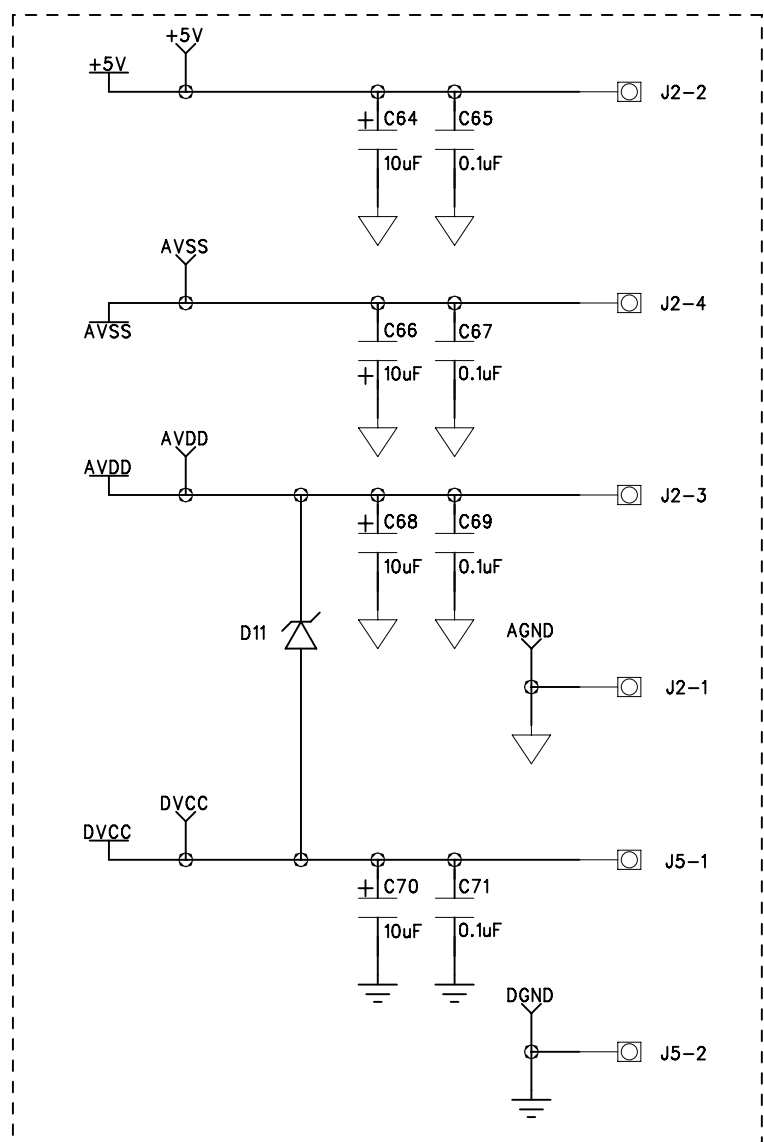 +5V
+5V
J2-2
+ C64
C65
10uF
0.1uF
AVSS
J2-4
AVSS
C66
C67
+ 10uF
0.1uF
AVDD
AVDD
J2-3
+ C68
C69
10uF
0.1uF
D11
AGND
J2-1
DVCC
DVCC
J5-1
+ C70
C71
10uF
0.1uF
DGND
J5-2